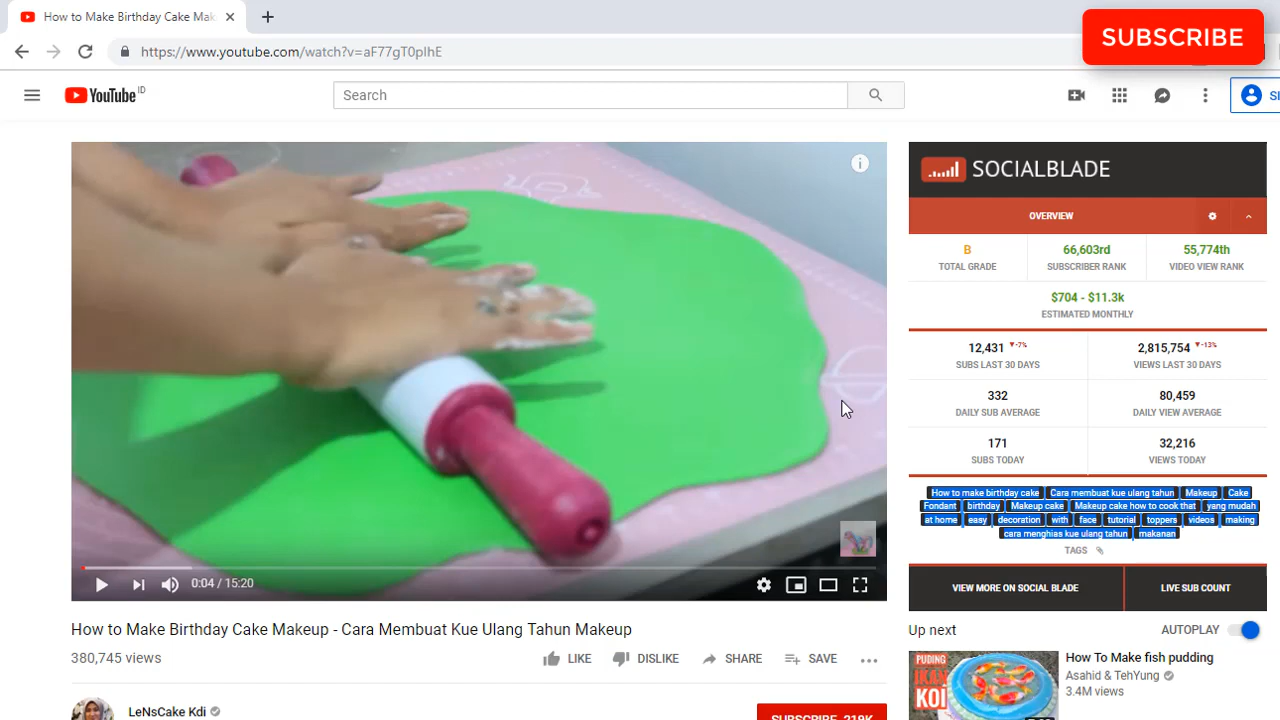 How to Make Birthday Cake Mak
SUBSCRIBE
https://www.youtube.com/watch?v=aF77gT0pIhE
YouTube ID
Search
SI
SOCIALBLADE
OVERVIEW
B
66,603rd
55,774th
TOTAL GRADE
SUBSCRIBER RANK
VIDEO VIEW RANK
$704 - $11.3k
ESTIMATED MONTHLY
12,431 ▼-7%
2,815,754 ▼-13%
SUBS LAST 30 DAYS
VIEWS LAST 30 DAYS
332
80,459
DAILY SUB AVERAGE
DAILY VIEW AVERAGE
171
32,216
SUBS TODAY
VIEWS TODAY
How to make birthday cake Cara membuat kue ulang tahun Makeup Cake
Fondant birthday Makeup cake Makeup cake how to cook that yang mudah
at home easy decoration with face tutorial toppers videos making
cara menghias kue ulang tahun makanan
TAGS
VIEW MORE ON SOCIAL BLADE
LIVE SUB COUNT
0:04 / 15:20
How to Make Birthday Cake Makeup - Cara Membuat Kue Ulang Tahun Makeup
380,745 views
LIKE
DISLIKE
SHARE
SAVE
LeNsCake Kdi
SUBSCRIBE 219K
Up next
AUTOPLAY
PUDING
IKAN
KOI
How To Make fish pudding
Asahid & TehYung
3.4M views